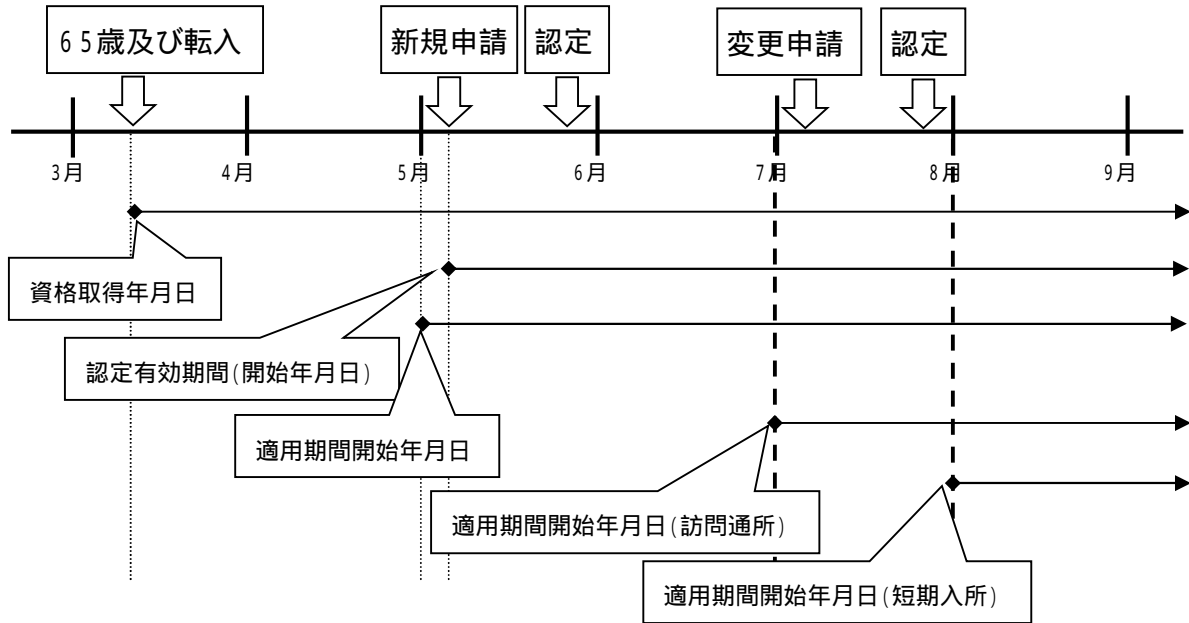 65歳及び転入
新規申請
認定
変更申請
認定
3月
4月
5月
6月
7月
8月
9月
資格取得年月日
認定有効期間(開始年月日)
適用期間開始年月日
適用期間開始年月日(訪問通所)
適用期間開始年月日(短期入所)